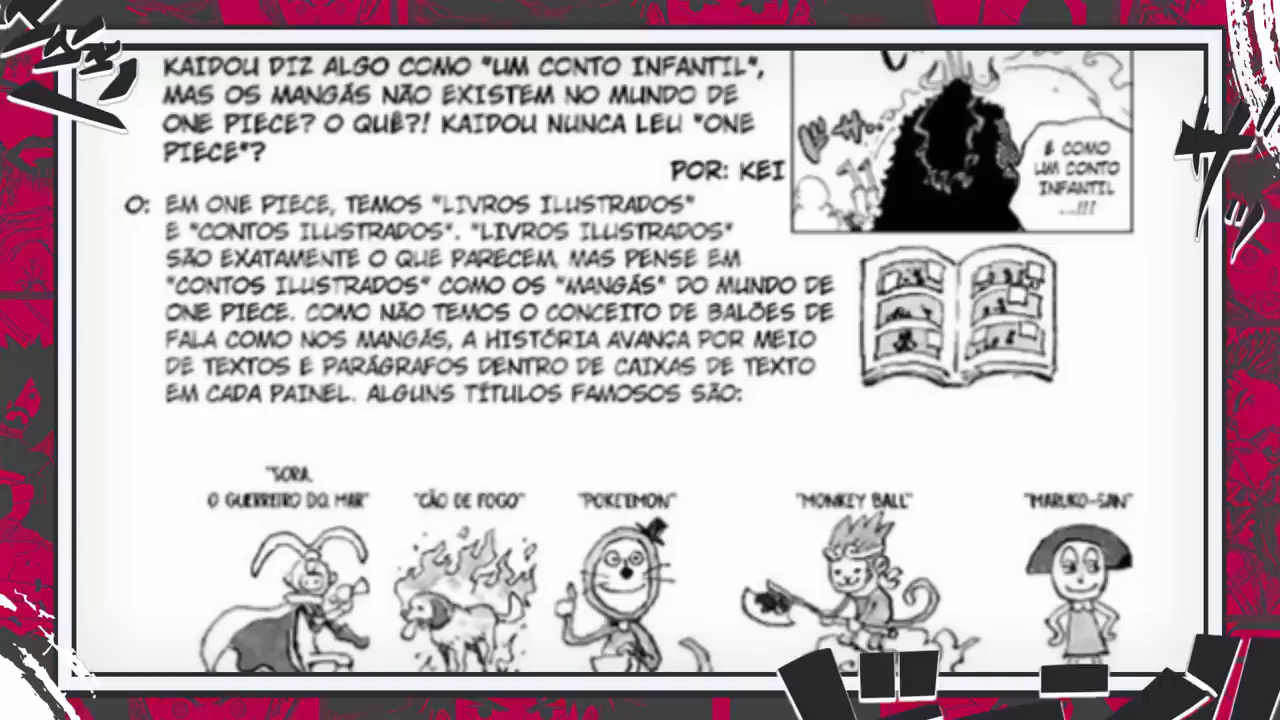 KAIDOU DIZ ALGO COMO "UM CONTO INFANTIL",
MAS OS MANGÁS NÃO EXISTEM NO MUNDO DE
ONE PIECE? O QUÊ?! KAIDOU NUNCA LEU "ONE
PIECE"?
POR: KEI
É COMO
UM CONTO
INFANTIL
...!!!
O: EM ONE PIECE, TEMOS "LIVROS ILUSTRADOS"
E "CONTOS ILUSTRADOS". "LIVROS ILUSTRADOS"
SÃO EXATAMENTE O QUE PARECEM, MAS PENSE EM
"CONTOS ILUSTRADOS" COMO OS "MANGÁS" DO MUNDO DE
ONE PIECE. COMO NÃO TEMOS O CONCEITO DE BALÕES DE
FALA COMO NOS MANGÁS, A HISTÓRIA AVANÇA POR MEIO
DE TEXTOS E PARÁGRAFOS DENTRO DE CAIXAS DE TEXTO
EM CADA PAINEL. ALGUNS TÍTULOS FAMOSOS SÃO:
"SORA,
O GUERREIRO DO MAR"
"CÃO DE FOGO"
"POKE'EMON"
"MONKEY BALL"
"MARUKO-SAN"